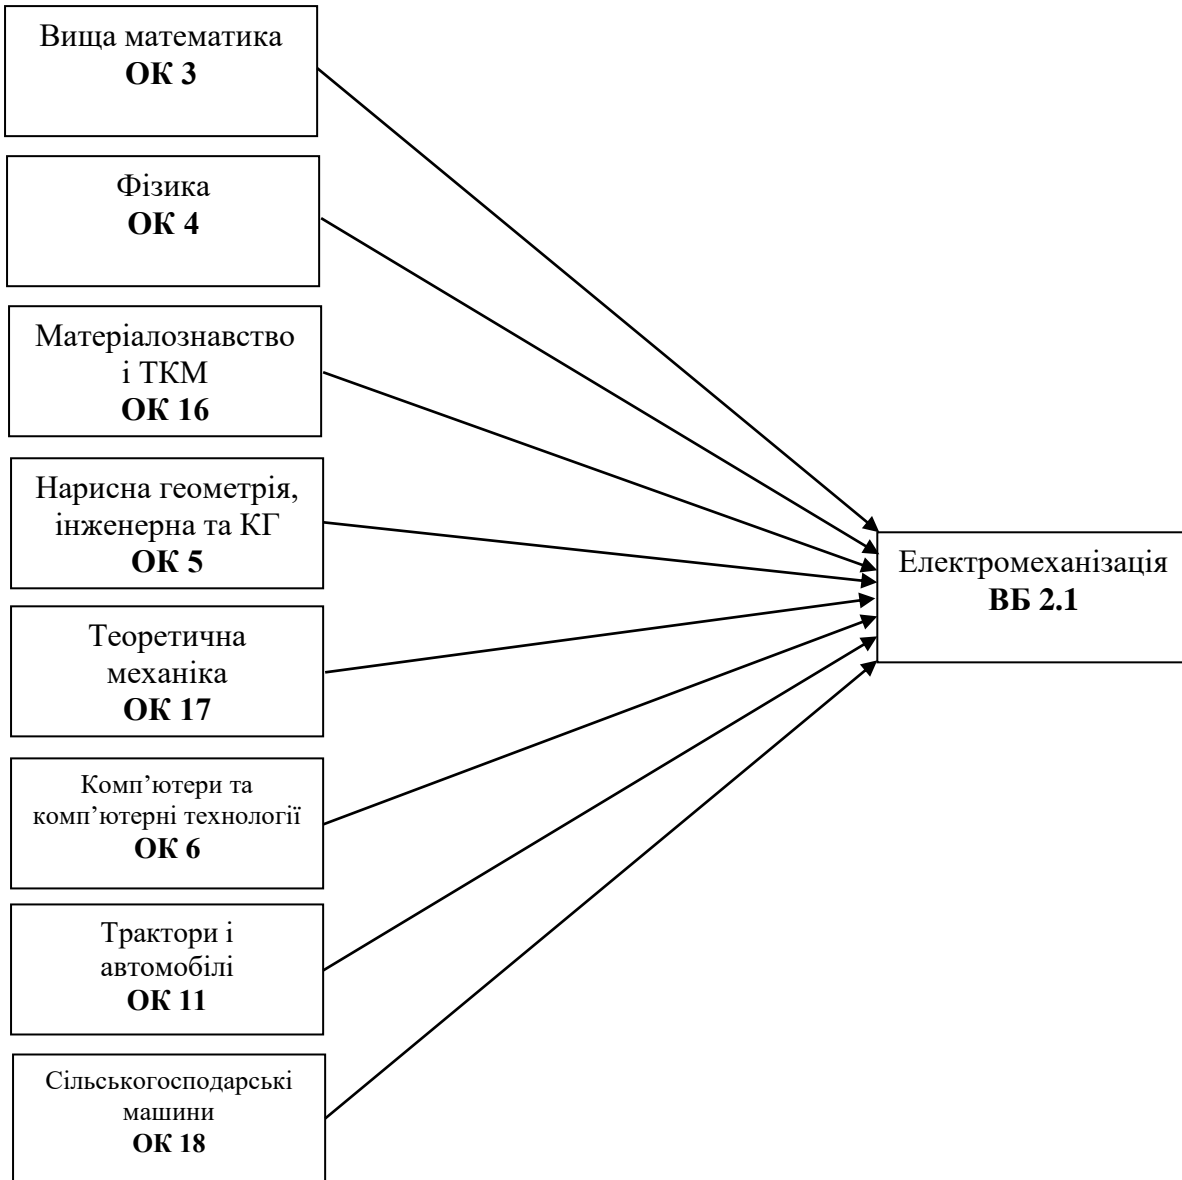 Вища математика
ОК 3
Фізика
ОК 4
Матеріалознавство
і ТКМ
ОК 16
Нарисна геометрія,
інженерна та КГ
ОК 5
Теоретична
механіка
ОК 17
Комп’ютери та
комп’ютерні технології
ОК 6
Трактори і
автомобілі
ОК 11
Сільськогосподарські
машини
ОК 18
Електромеханізація
ВБ 2.1